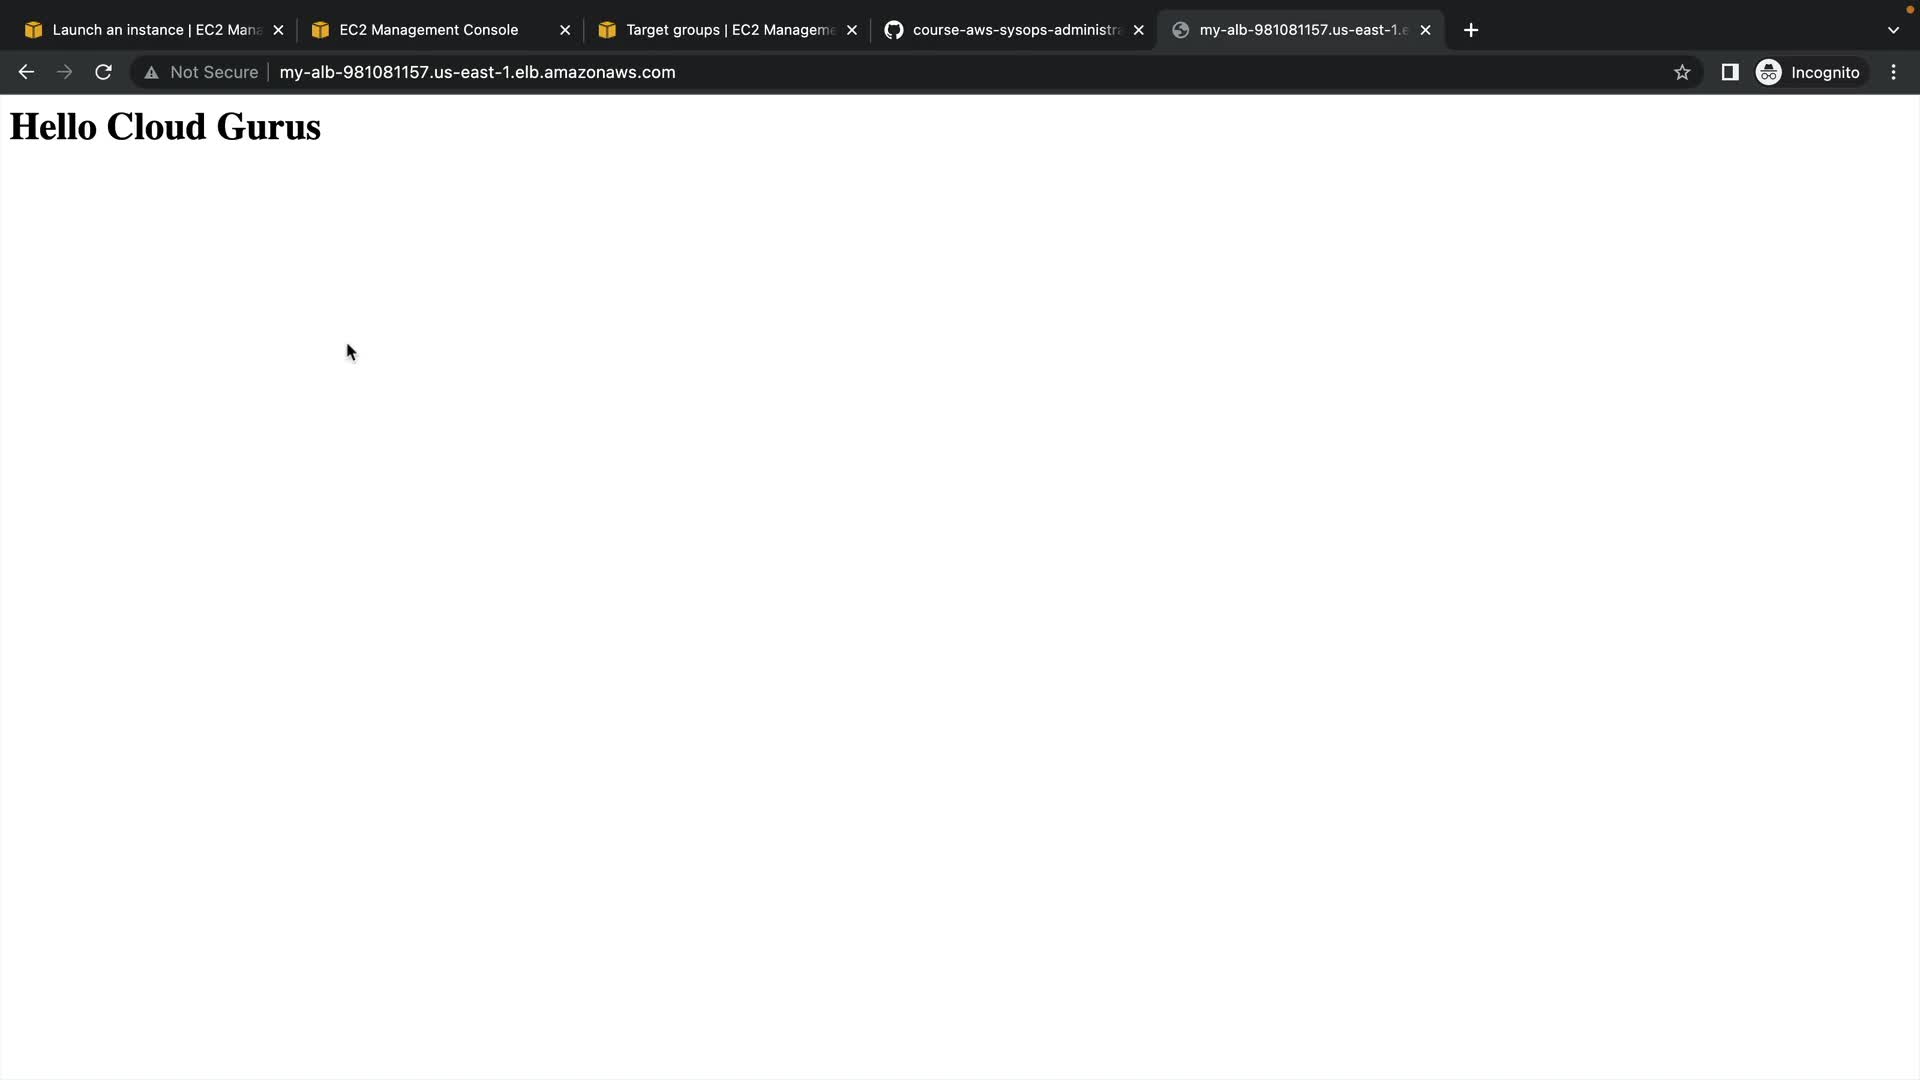 Launch an instance | EC2 Mana
EC2 Management Console
Target groups | EC2 Manageme
course-aws-sysops-administra
my-alb-981081157.us-east-1.e
Not Secure
my-alb-981081157.us-east-1.elb.amazonaws.com
Incognito
Hello Cloud Gurus